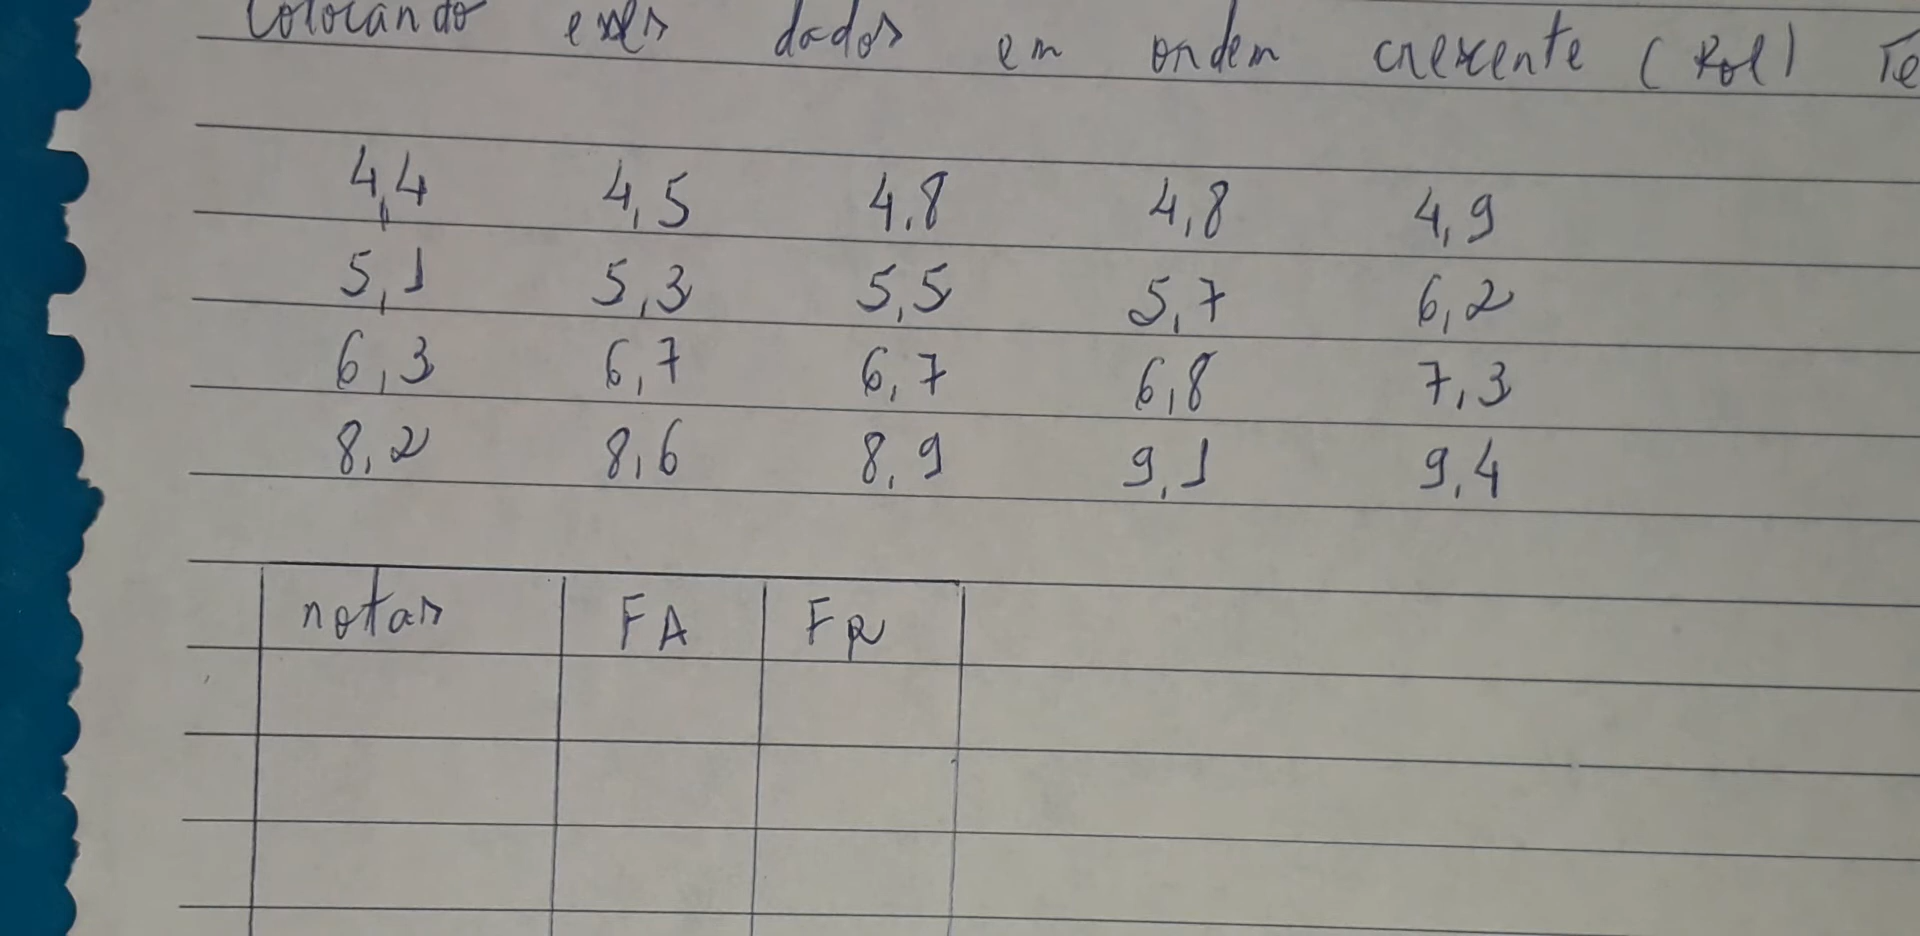 Colocando esses dados em ordem crescente (Rol) Te
4,4 4,5 4,8 4,8 4,9
5,1 5,3 5,5 5,7 6,2
6,3 6,7 6,7 6,8 7,3
8,2 8,6 8,9 9,1 9,4
notas FA FR